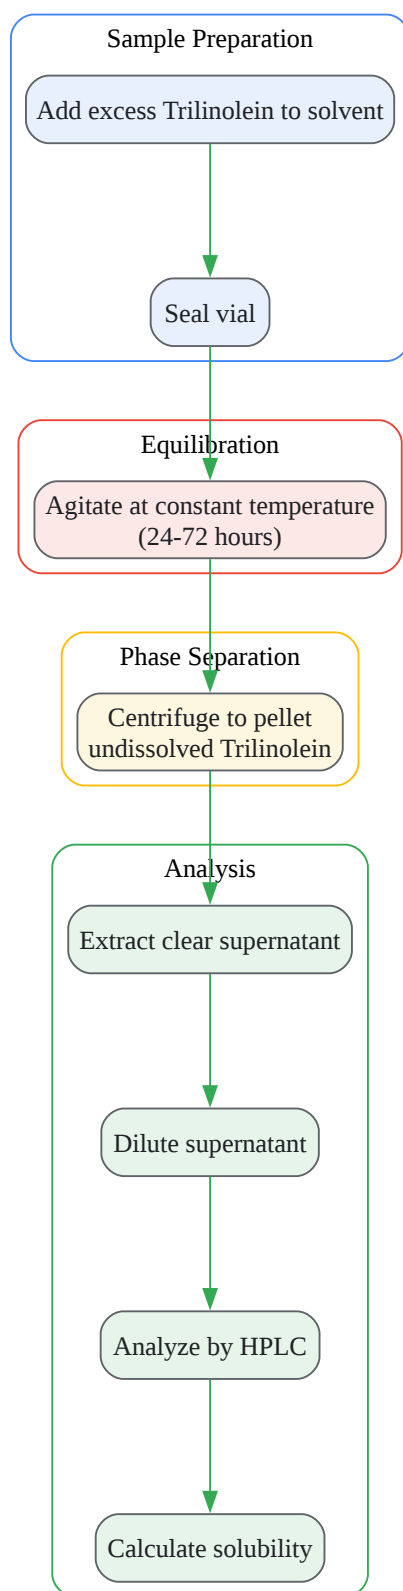 Sample Preparation
Add excess Trilinolein to solvent
Seal vial
Equilibration
Agitate at constant temperature
(24-72 hours)
Phase Separation
Centrifuge to pellet
undissolved Trilinolein
Analysis
Extract clear supernatant
Dilute supernatant
Analyze by HPLC
Calculate solubility